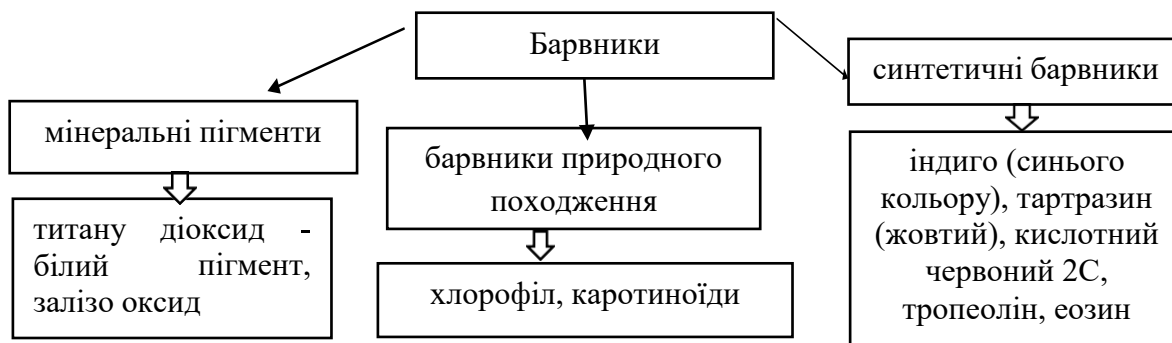 Барвники
мінеральні пігменти
титану діоксид -
білий пігмент,
залізо оксид
барвники природного
походження
хлорофіл, каротиноїди
синтетичні барвники
індиго (синього
кольору), тартразин
(жовтий), кислотний
червоний 2С,
тропеолін, еозин